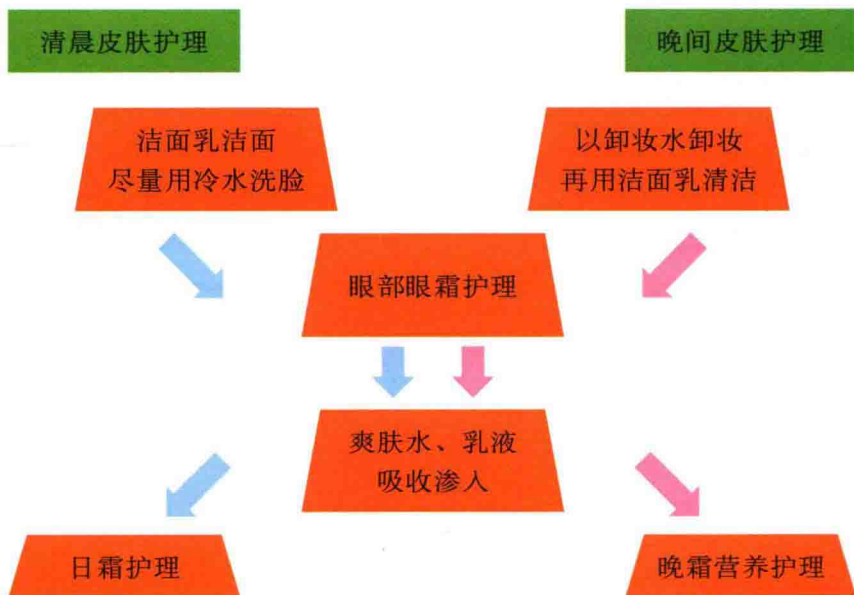 清晨皮肤护理
晚间皮肤护理
洁面乳洁面
尽量用冷水洗脸
以卸妆水卸妆
再用洁面乳清洁
眼部眼霜护理
爽肤水、乳液
吸收渗入
日霜护理
晚霜营养护理